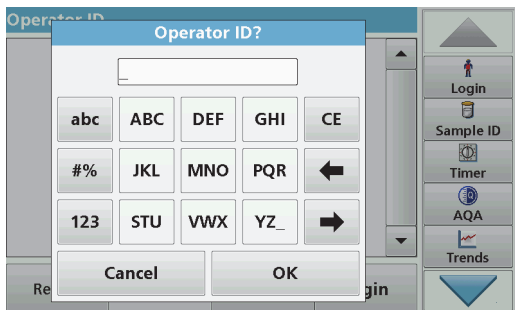 Operator ID
Operator ID?
_
abc ABC DEF GHI CE
#% JKL MNO PQR
123 STU VWX YZ_
Cancel OK
Login
Sample ID
Timer
AQA
Trends